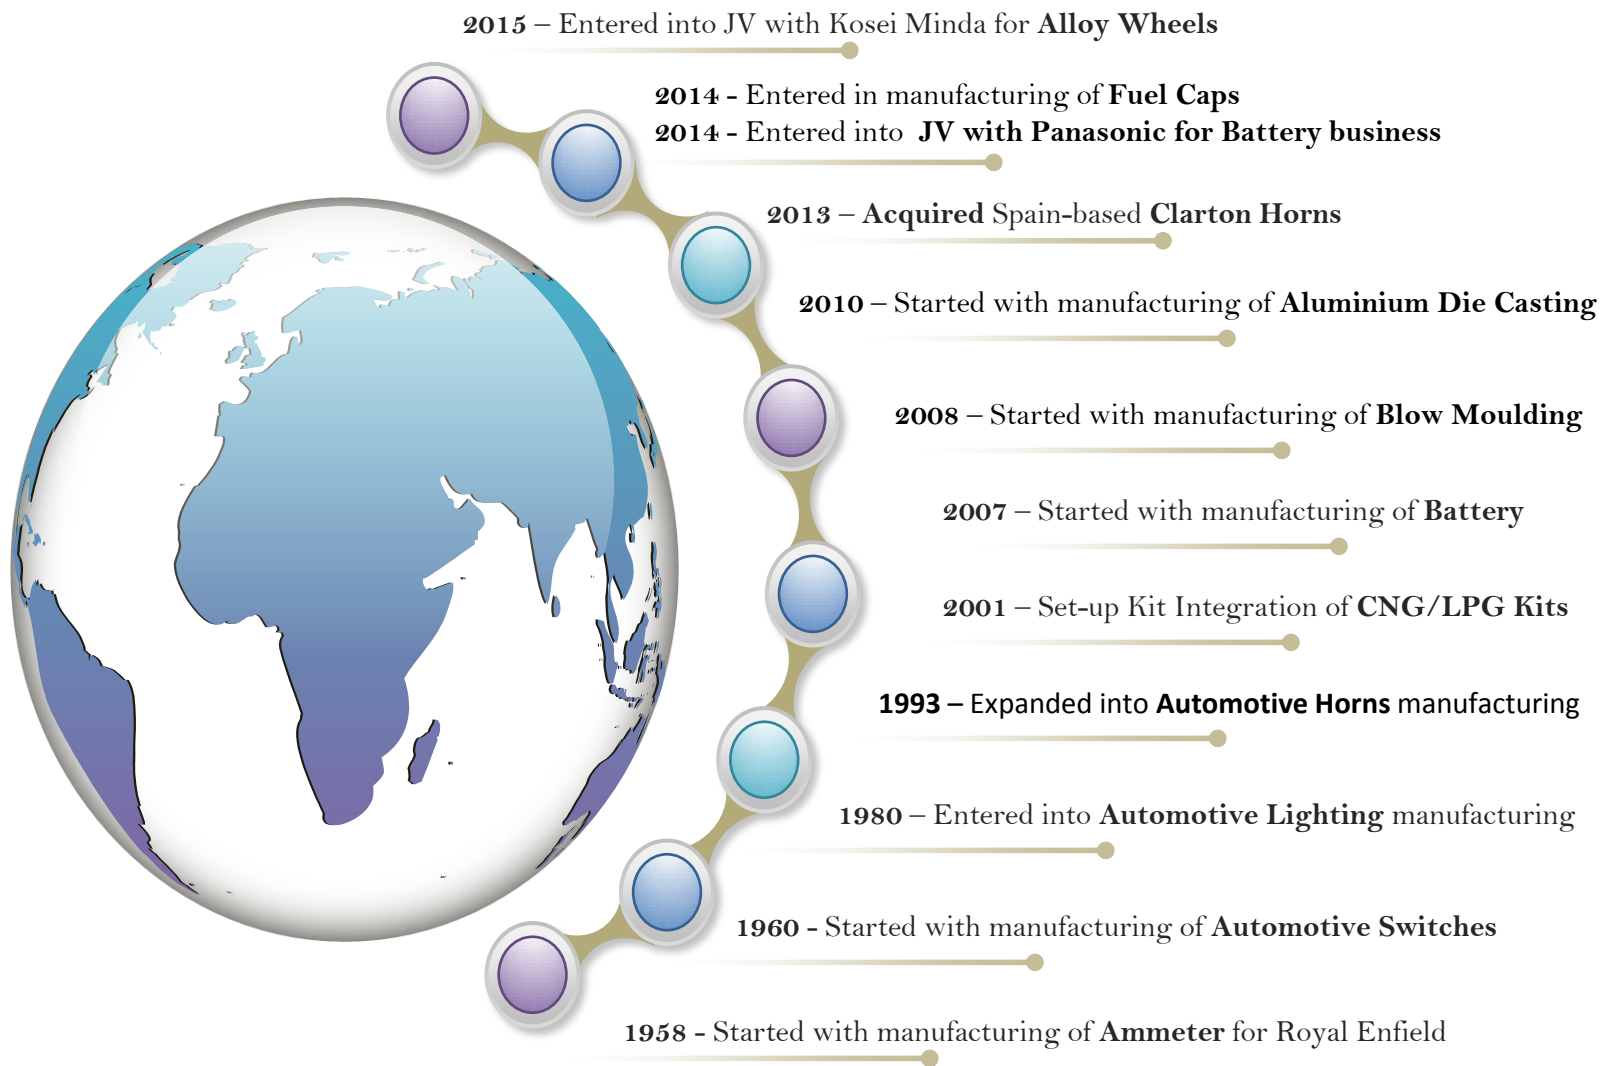 2015 – Entered into JV with Kosei Minda for Alloy Wheels
2014 - Entered in manufacturing of Fuel Caps
2014 - Entered into JV with Panasonic for Battery business
2013 – Acquired Spain-based Clarton Horns
2010 – Started with manufacturing of Aluminium Die Casting
2008 – Started with manufacturing of Blow Moulding
2007 – Started with manufacturing of Battery
2001 – Set-up Kit Integration of CNG/LPG Kits
1993 – Expanded into Automotive Horns manufacturing
1980 – Entered into Automotive Lighting manufacturing
1960 - Started with manufacturing of Automotive Switches
1958 - Started with manufacturing of Ammeter for Royal Enfield